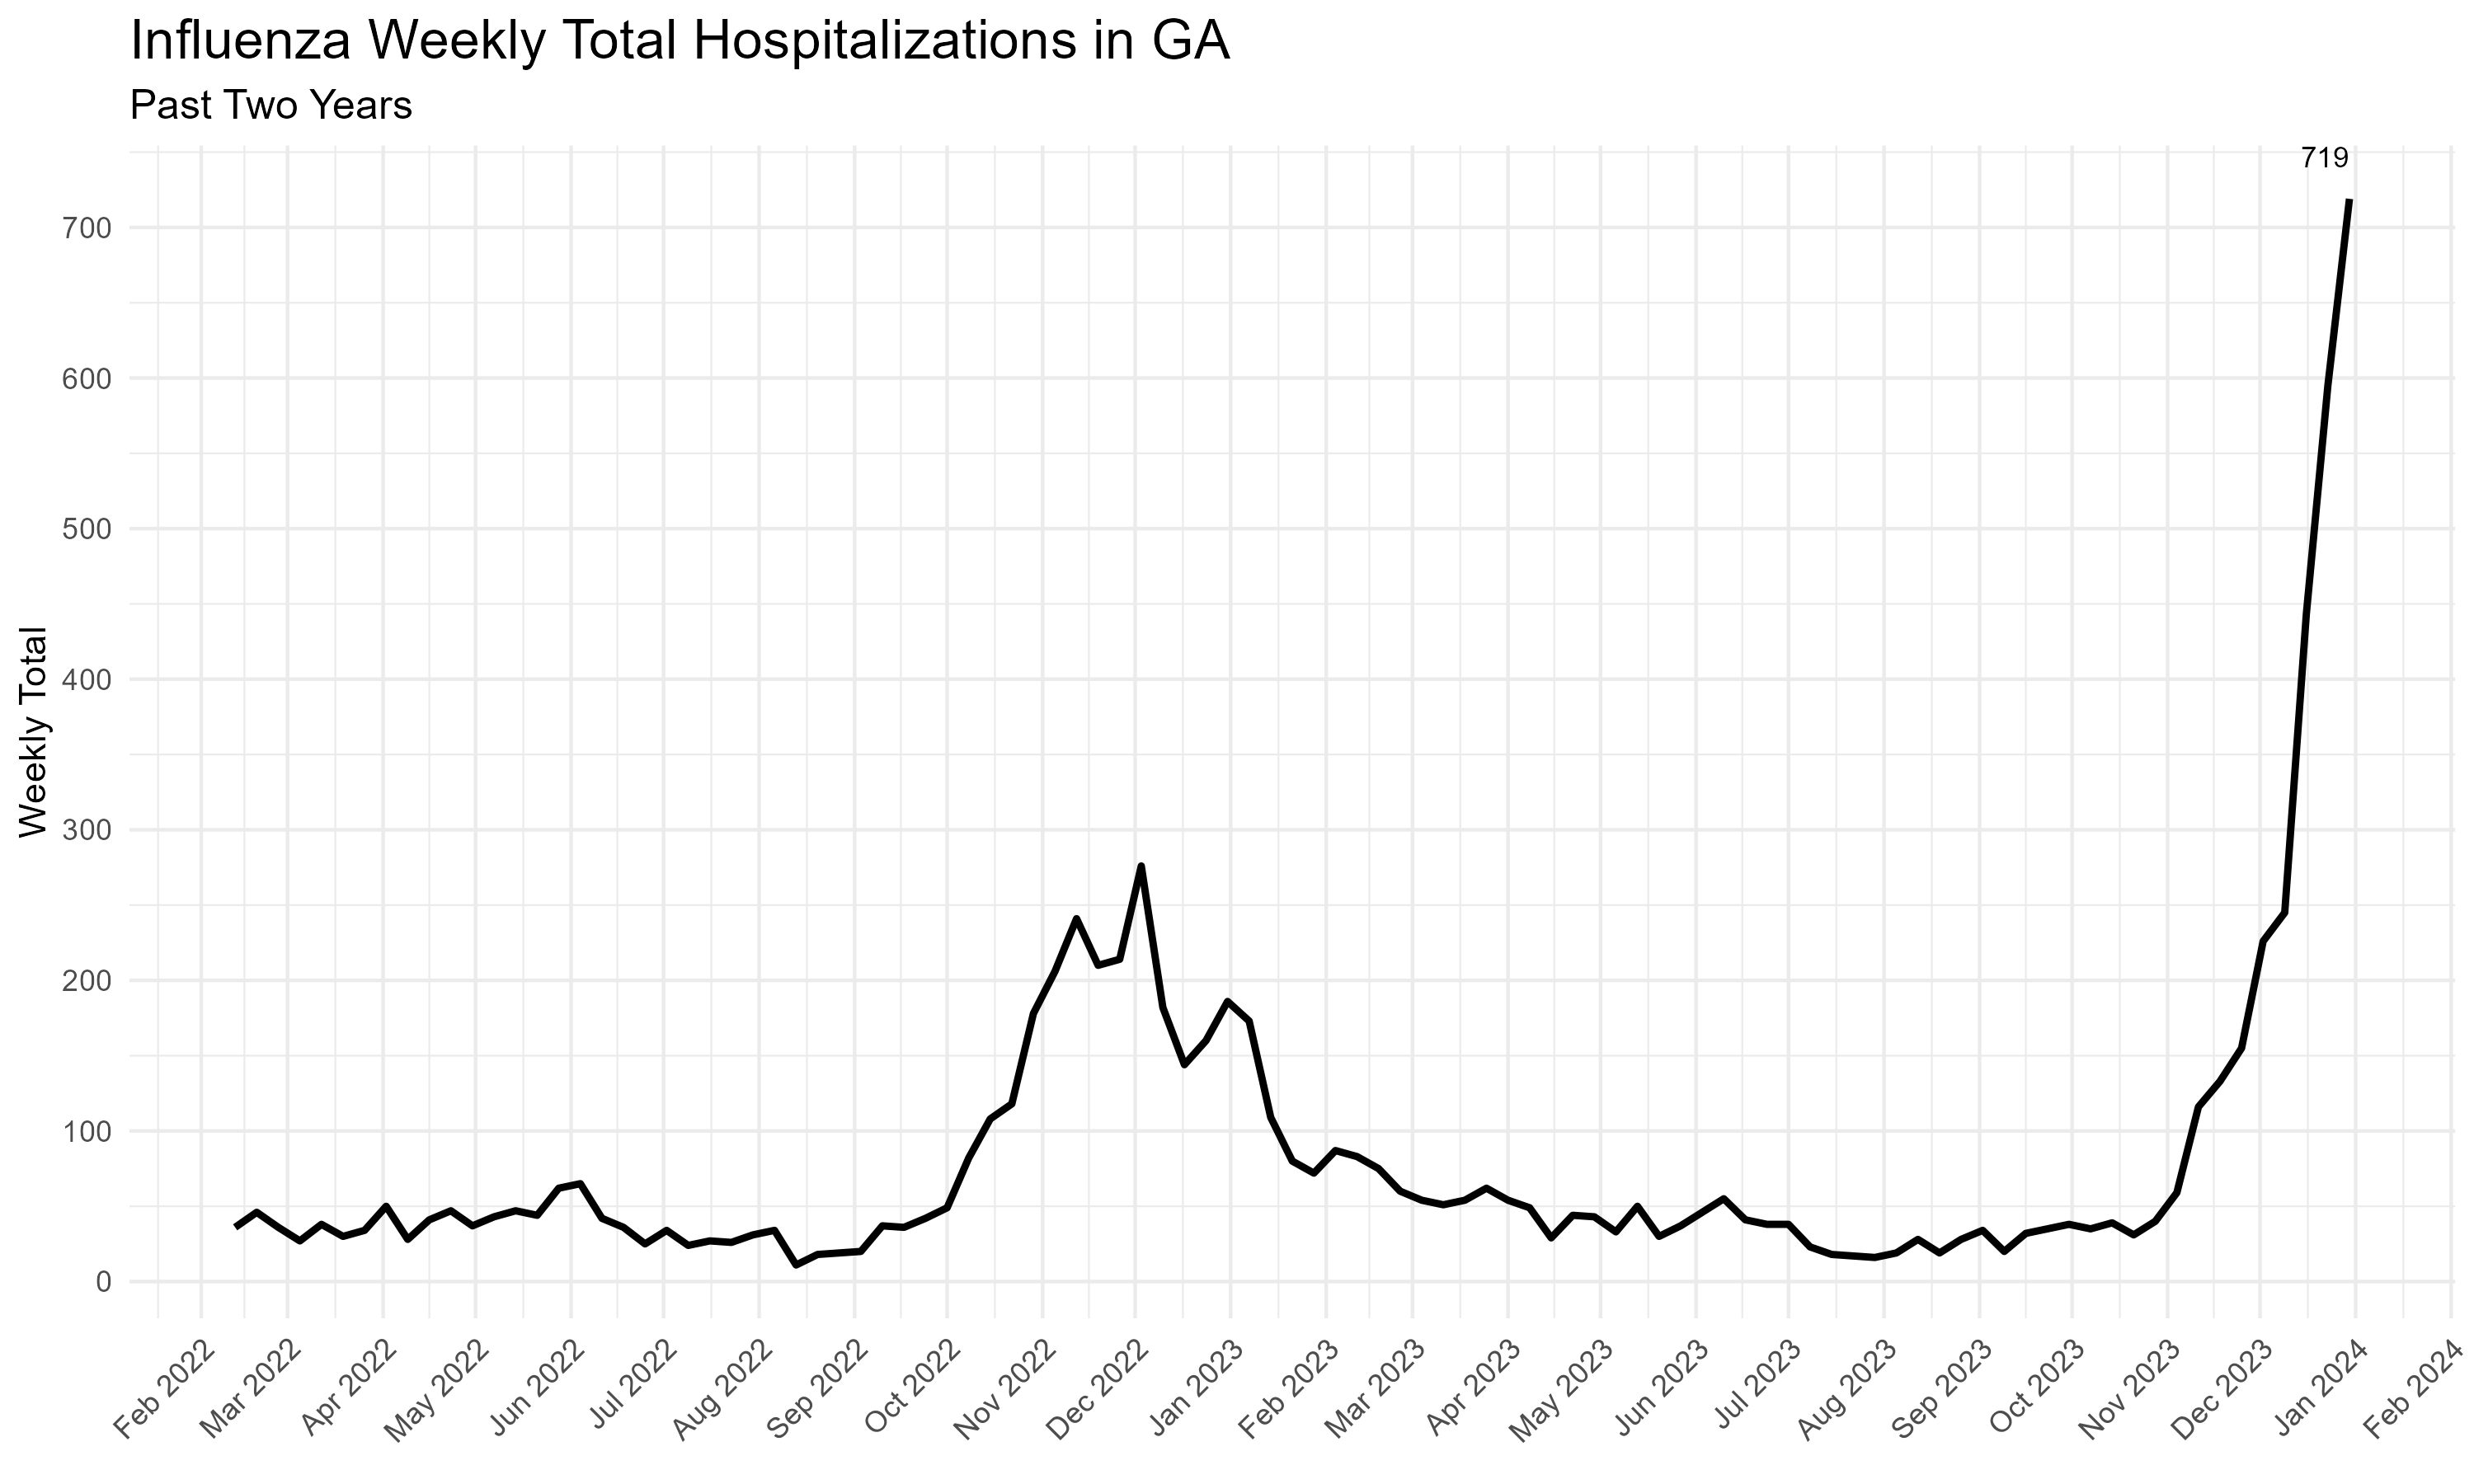 Influenza Weekly Total Hospitalizations in GA
Past Two Years
719
700
600
500
400
300
200
100
0
Weekly Total
Feb 2022
Mar 2022
Apr 2022
May 2022
Jun 2022
Jul 2022
Aug 2022
Sep 2022
Oct 2022
Nov 2022
Dec 2022
Jan 2023
Feb 2023
Mar 2023
Apr 2023
May 2023
Jun 2023
Jul 2023
Aug 2023
Sep 2023
Oct 2023
Nov 2023
Dec 2023
Jan 2024
Feb 2024